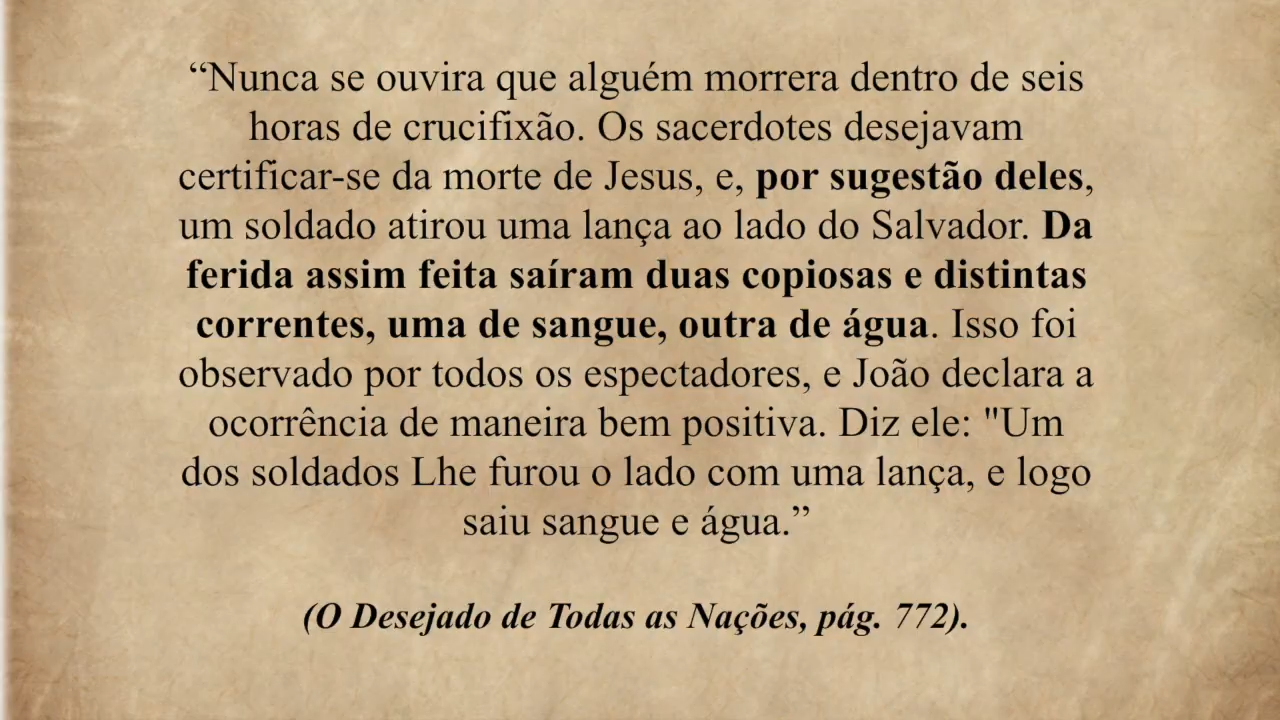 “Nunca se ouvira que alguém morrera dentro de seis
horas de crucifixão. Os sacerdotes desejavam
certificar-se da morte de Jesus, e, por sugestão deles,
um soldado atirou uma lança ao lado do Salvador. Da
ferida assim feita saíram duas copiosas e distintas
correntes, uma de sangue, outra de água. Isso foi
observado por todos os espectadores, e João declara a
ocorrência de maneira bem positiva. Diz ele: "Um
dos soldados Lhe furou o lado com uma lança, e logo
saiu sangue e água.”
(O Desejado de Todas as Nações, pág. 772).